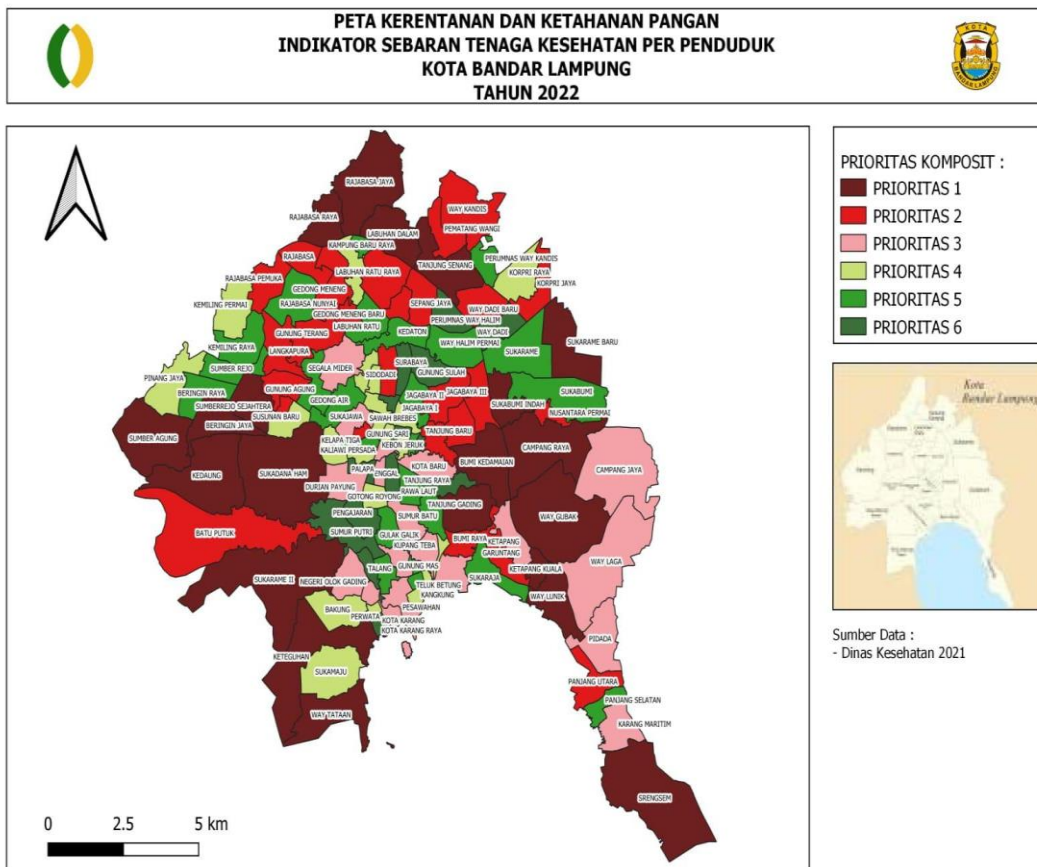 PETA KERENTANAN DAN KETAHANAN PANGAN
INDIKATOR SEBARAN TENAGA KESEHATAN PER PENDUDUK
KOTA BANDAR LAMPUNG
TAHUN 2022
KOTA
BANDAR LAMPUNG
RAJABASA JAYA
RAJABASA RAYA
WAY KANDIS
LABUHAN DALAM
PEMATANG WANGI
KAMPUNG BARU RAYA
PERUMNAS WAY KANDIS
RAJABASA
TANJUNG SENANG
KORPRI RAYA
RAJABASA PEMUKA
LABUHAN RATU RAYA
KORPRI JAYA
GEDONG MENENG
KEMILING PERMAI
RAJABASA NUNYAI
SEPANG JAYA
WAY DADI BARU
GEDONG MENENG BARU
PERUMNAS WAY HALIM
LABUHAN RATU
KEDATON
WAY DADI
GUNUNG TERANG
WAY HALIM PERMAI
SUKARAME BARU
KEMILING RAYA
LANGKAPURA
SUKARAME
SURABAYA
SUMBER REJO
SEGALA MIDER
GUNUNG SULAH
SIDODADI
PINANG JAYA
BERINGIN RAYA
GUNUNG AGUNG
JAGABAYA II
JAGABAYA III
SUKABUMI
SUMBERREJO SEJAHTERA
GEDONG AIR
JAGABAYA I
SUKABUMI INDAH
SUSUNAN BARU
SUKAJAWA
SAWAH BREBES
NUSANTARA PERMAI
BERINGIN JAYA
GUNUNG SARI
TANJUNG BARU
SUMBER AGUNG
KELAPA TIGA
KEBON JERUK
KALIAWI PERSADA
CAMPANG RAYA
BUMI KEDAMAIAN
KEDAUNG
SUKADANA HAM
PALAPA
ENGGAL
KOTA BARU
CAMPANG JAYA
TANJUNG RAYA
DURIAN PAYUNG
RAWA LAUT
GOTONG ROYONG
TANJUNG GADING
PENGAJARAN
SUMUR BATU
WAY GUBAK
BATU PUTUK
SUMUR PUTRI
GULAK GALIK
BUMI RAYA
KETAPANG
KUPANG TEBA
GARUNTANG
WAY LAGA
TALANG
GUNUNG MAS
KETAPANG KUALA
SUKARAME II
NEGERI OLOK GADING
SUKARAJA
TELUK BETUNG
KANGKUNG
WAY LUNIK
BAKUNG
PERWATA
PESAWAHAN
KOTA KARANG
KOTA KARANG RAYA
PIDADA
KETEGUHAN
SUKAMAJU
PANJANG UTARA
PANJANG SELATAN
WAY TATAAN
KARANG MARITIM
SRENGSEM
0 2.5 5 km
PRIORITAS KOMPOSIT :
PRIORITAS 1
PRIORITAS 2
PRIORITAS 3
PRIORITAS 4
PRIORITAS 5
PRIORITAS 6
Kota
Bandar Lampung
Sumber Data :
- Dinas Kesehatan 2021